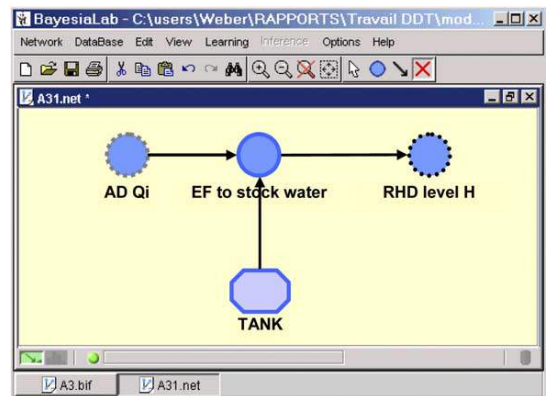 BayesiaLab - C:\users\Weber\RAPPORTS\Travail DDT\mod...
Network DataBase Edit View Learning Inference Options Help
A31.net *
AD Qi EF to stock water RHD level H
TANK
A3.bif A31.net